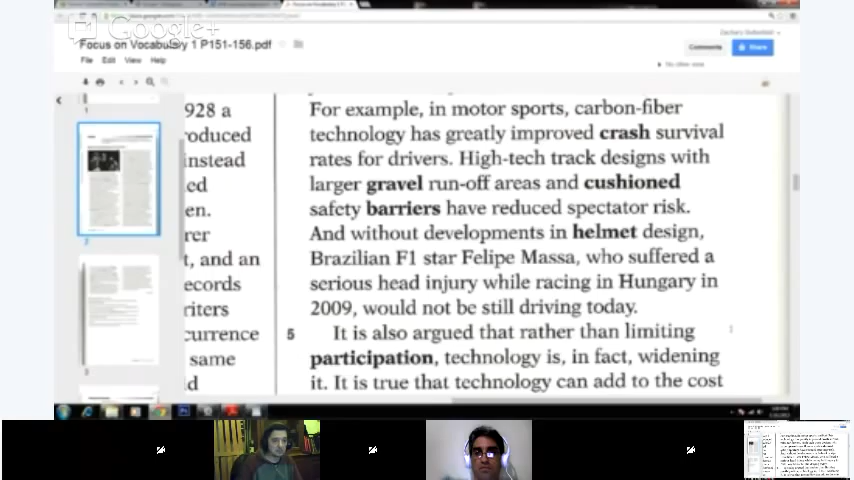 Google+
Focus on Vocabulary 1 P151-156.pdf
File Edit View Help
Comments
Share
1
2
3
928 a
roduced
instead
ed
en.
rer
t, and an
ecords
riters
currence
same
d
For example, in motor sports, carbon-fiber
technology has greatly improved crash survival
rates for drivers. High-tech track designs with
larger gravel run-off areas and cushioned
safety barriers have reduced spectator risk.
And without developments in helmet design,
Brazilian F1 star Felipe Massa, who suffered a
serious head injury while racing in Hungary in
2009, would not be still driving today.
5 It is also argued that rather than limiting
participation, technology is, in fact, widening
it. It is true that technology can add to the cost